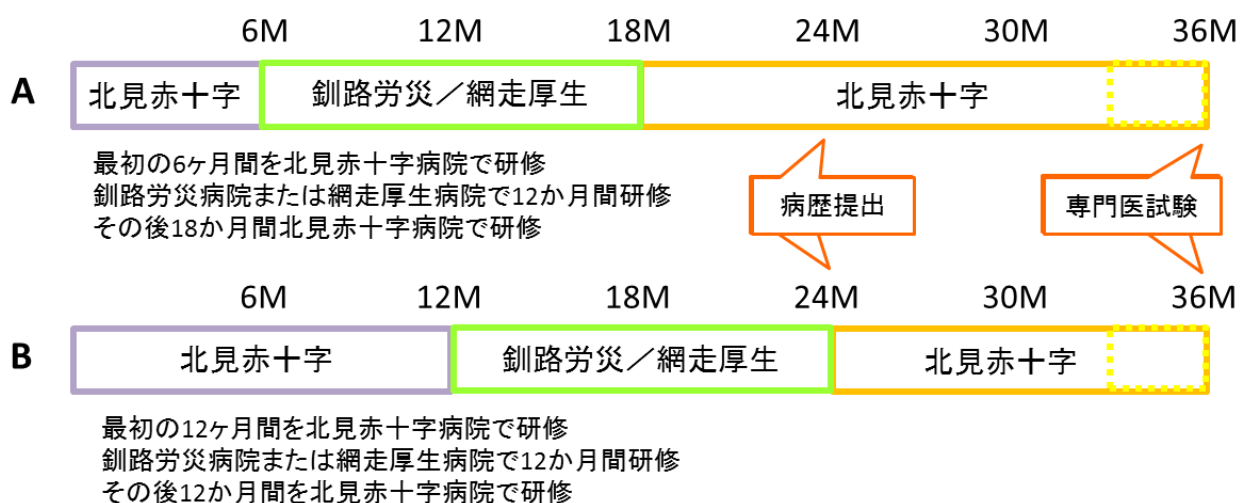 6M 12M 18M 24M 30M 36M
A 北見赤十字 釧路労災／網走厚生 北見赤十字
最初の6ヶ月間を北見赤十字病院で研修
釧路労災病院または網走厚生病院で12か月間研修
その後18か月間北見赤十字病院で研修
病歴提出 専門医試験
6M 12M 18M 24M 30M 36M
B 北見赤十字 釧路労災／網走厚生 北見赤十字
最初の12ヶ月間を北見赤十字病院で研修
釧路労災病院または網走厚生病院で12か月間研修
その後12か月間を北見赤十字病院で研修